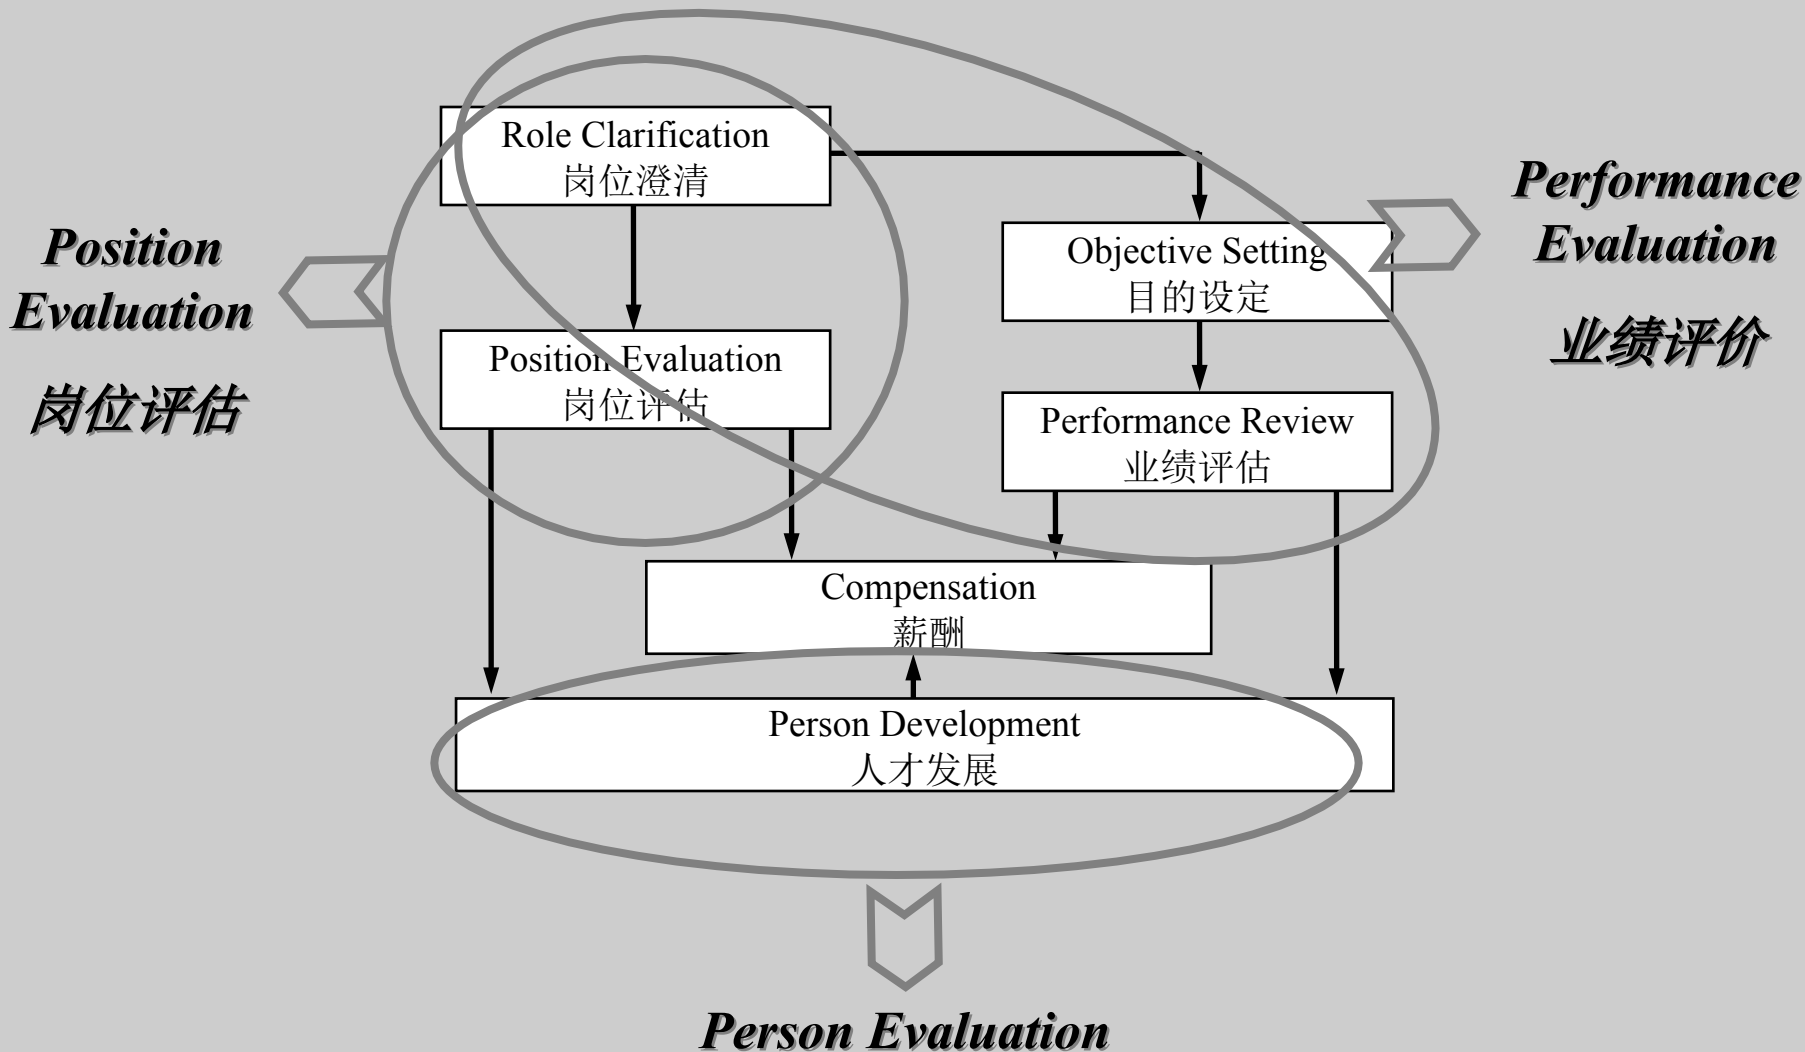 Role Clarification
岗位澄清
Objective Setting
目的设定
Performance
Evaluation
业绩评价
Position
Evaluation
岗位评估
Position Evaluation
岗位评估
Performance Review
业绩评估
Compensation
薪酬
Person Development
人才发展
Person Evaluation